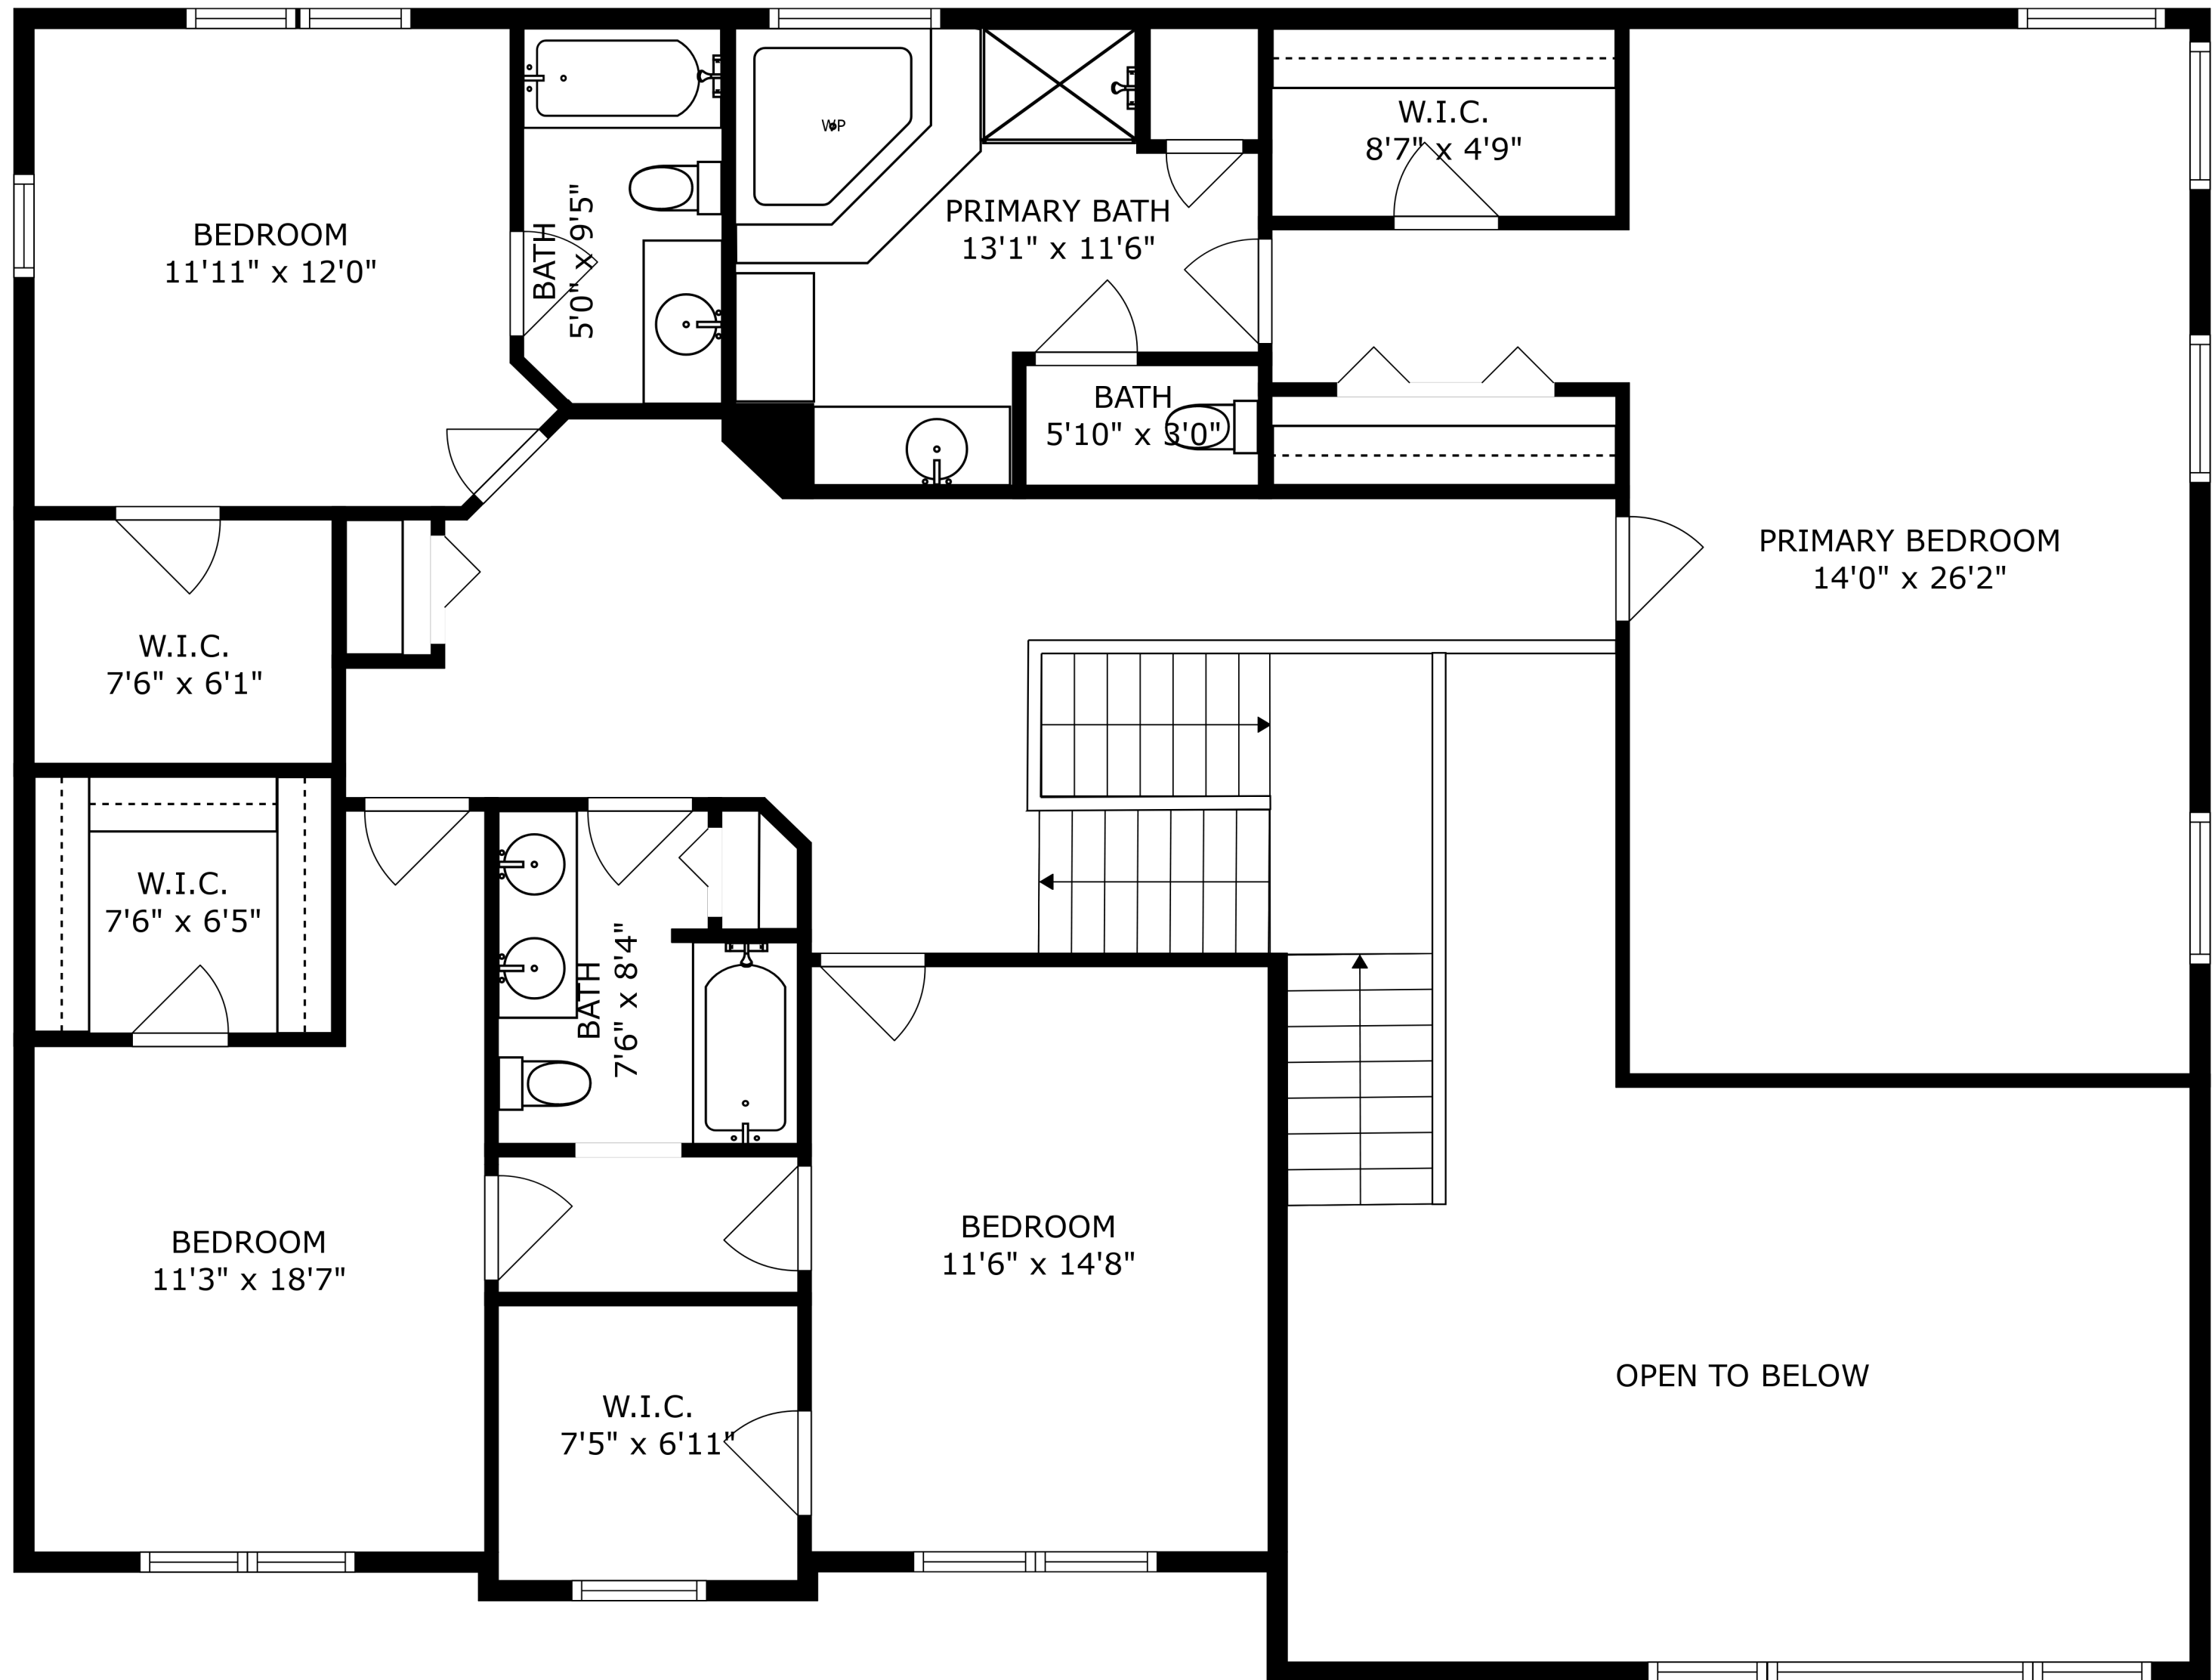 BEDROOM
11'11" x 12'0"
BATH
5'0" x 9'5"
WP
PRIMARY BATH
13'1" x 11'6"
W.I.C.
8'7" x 4'9"
BATH
5'10" x 3'0"
PRIMARY BEDROOM
14'0" x 26'2"
W.I.C.
7'6" x 6'1"
W.I.C.
7'6" x 6'5"
BATH
7'6" x 8'4"
BEDROOM
11'3" x 18'7"
BEDROOM
11'6" x 14'8"
W.I.C.
7'5" x 6'11"
OPEN TO BELOW